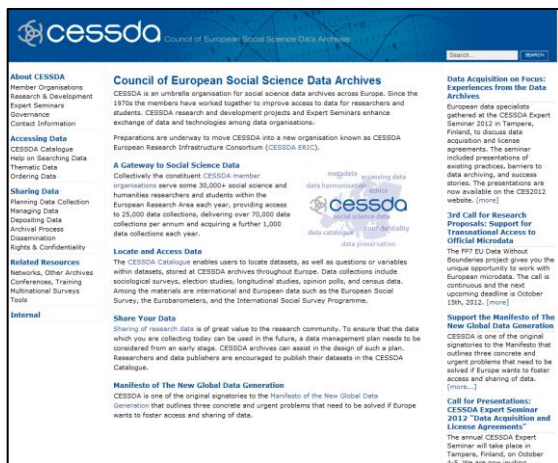 cessda Council of European Social Science Data Archives
Search... SEARCH
About CESSDA
Member Organisations
Research & Development
Expert Seminars
Governance
Contact Information
Accessing Data
CESSDA Catalogue
Help on Searching Data
Thematic Data
Ordering Data
Sharing Data
Planning Data Collection
Managing Data
Depositing Data
Archival Process
Dissemination
Rights & Confidentiality
Related Resources
Networks, Other Archives
Conferences, Training
Multinational Surveys
Tools
Internal
Council of European Social Science Data Archives
CESSDA is an umbrella organisation for social science data archives across Europe. Since the
1970s the members have worked together to improve access to data for researchers and
students. CESSDA research and development projects and Expert Seminars enhance
exchange of data and technologies among data organisations.
Preparations are underway to move CESSDA into a new organisation known as CESSDA
European Research Infrastructure Consortium (CESSDA ERIC).
A Gateway to Social Science Data
Collectively the constituent CESSDA member
organisations serve some 30,000+ social science and
humanities researchers and students within the
European Research Area each year, providing access
to 25,000 data collections, delivering over 70,000 data
collections per annum and acquiring a further 1,000
data collections each year.
metadata
accessing data
data harmonisation
ethics
cessda
social science data
data catalogue
confidentiality
data preservation
Locate and Access Data
The CESSDA Catalogue enables users to locate datasets, as well as questions or variables
within datasets, stored at CESSDA archives throughout Europe. Data collections include
sociological surveys, election studies, longitudinal studies, opinion polls, and census data.
Among the materials are international and European data such as the European Social
Survey, the Eurobarometers, and the International Social Survey Programme.
Share Your Data
Sharing of research data is of great value to the research community. To ensure that the data
which you are collecting today can be used in the future, a data management plan needs to be
considered from an early stage. CESSDA archives can assist in the design of such a plan.
Researchers and data publishers are encouraged to publish their datasets in the CESSDA
Catalogue.
Manifesto of The New Global Data Generation
CESSDA is one of the original signatories to the Manifesto of the New Global Data
Generation that outlines three concrete and urgent problems that need to be solved if Europe
wants to foster access and sharing of data.
Data Acquisition on Focus:
Experiences from the Data
Archives
European data specialists
gathered at the CESSDA Expert
Seminar 2012 in Tampere,
Finland, to discuss data
acquisition and license
agreements. The seminar
included presentations of
existing practices, barriers to
data archiving, and success
stories. The presentations are
now available on the CES2012
website. [more]
3rd Call for Research
Proposals: Support for
Transnational Access to
Official Microdata
The FP7 EU Data Without
Boundaries project gives you the
unique opportunity to work with
European microdata. The call is
continuous and the next
upcoming deadline is October
15th, 2012. [more]
Support the Manifesto of The
New Global Data Generation
CESSDA is one of the original
signatories to the Manifesto that
outlines three concrete and
urgent problems that need to be
solved if Europe wants to foster
access and sharing of data.
[more...]
Call for Presentations:
CESSDA Expert Seminar
2012 "Data Acquisition and
License Agreements"
The annual CESSDA Expert
Seminar will take place in
Tampere, Finland, on October
4-5. We are now inviting